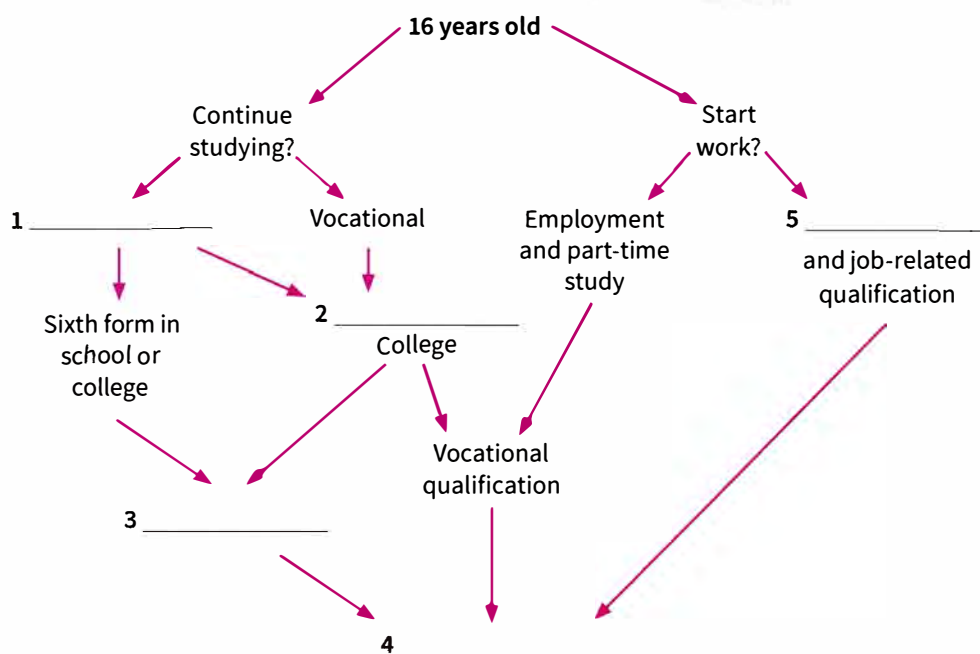 16 years old
Continue
studying?
Start
work?
1
Vocational
Employment
and part-time
study
5
and job-related
qualification
Sixth form in
school or
college
2
College
Vocational
qualification
3
4